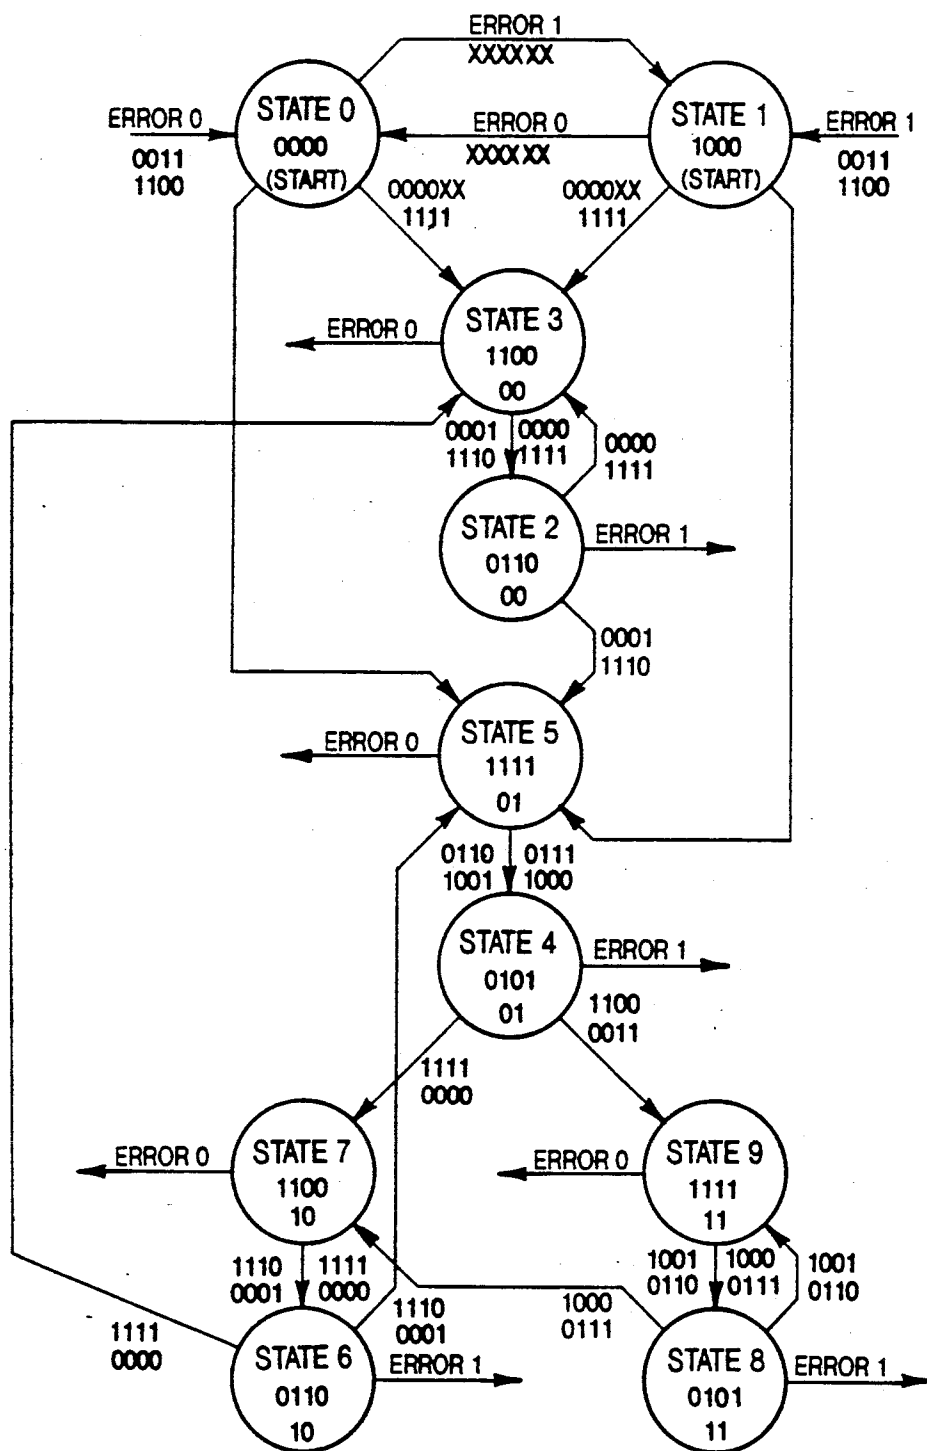 ERROR 1
XXXXXX
STATE 0
0000
(START)
STATE 1
1000
(START)
ERROR 0
0011
1100
ERROR 0
XXXXXX
ERROR 1
0011
1100
0000XX
1111
0000XX
1111
STATE 3
1100
00
ERROR 0
0001
1110
0000
1111
0000
1111
STATE 2
0110
00
ERROR 1
0001
1110
STATE 5
1111
01
ERROR 0
0110
1001
0111
1000
STATE 4
0101
01
ERROR 1
1100
0011
1111
0000
STATE 7
1100
10
ERROR 0
STATE 9
1111
11
ERROR 0
1110
0001
1111
0000
1001
0110
1000
0111
1001
0110
1111
0000
1110
0001
1000
0111
STATE 6
0110
10
ERROR 1
STATE 8
0101
11
ERROR 1